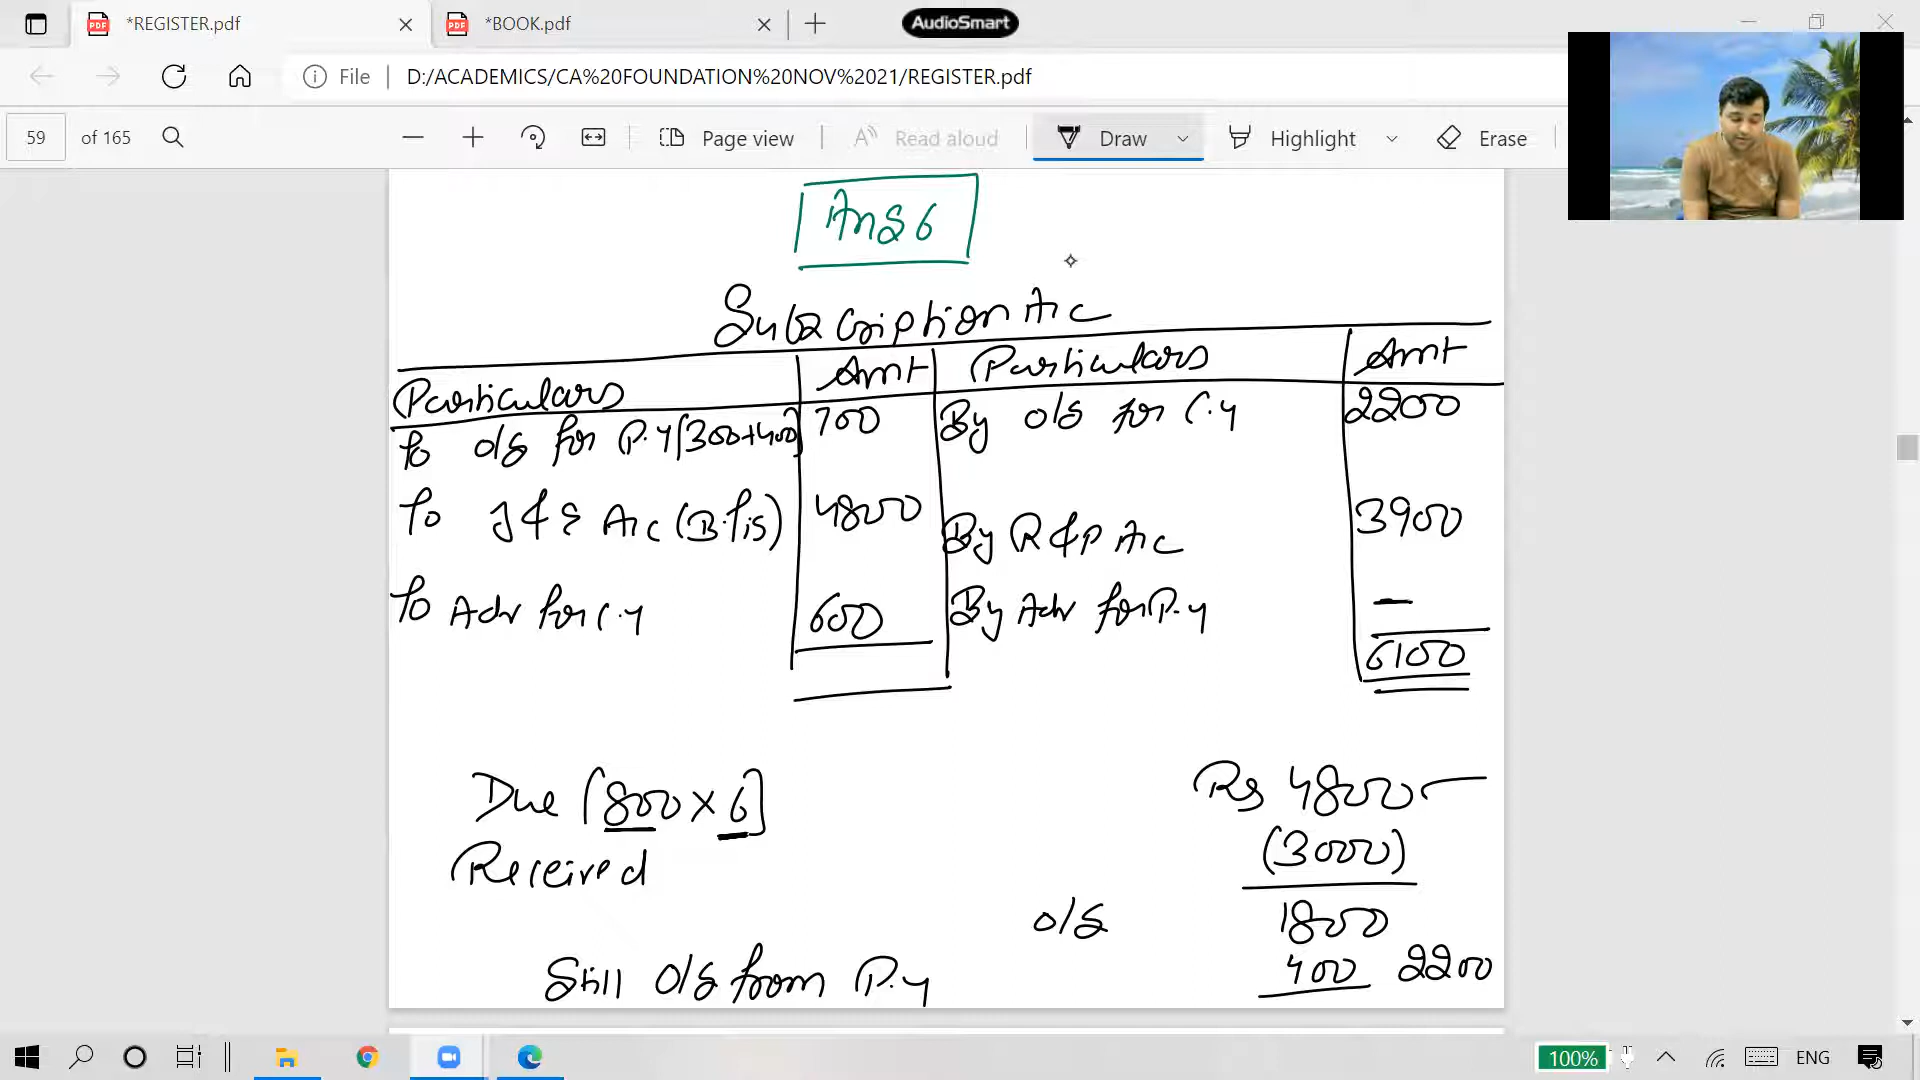 *REGISTER.pdf
*BOOK.pdf
AudioSmart
File
D:/ACADEMICS/CA%20FOUNDATION%20NOV%2021/REGISTER.pdf
59 of 165
Page view
Read aloud
Draw
Highlight
Erase
Ans 6
Subscription A/c
Particulars Amt Particulars Amt
To o/s for P.Y (300+400) 700 By o/s for C.Y 2200
To I & E A/c (B.fig) 4800 By R & P A/c 3900
To Adv for C.Y 600 By Adv for P.Y —
6100
Due (800 × 6) Rs 4800
Received (3000)
o/s 1800
Still o/s from P.Y 400 2200
100%
ENG